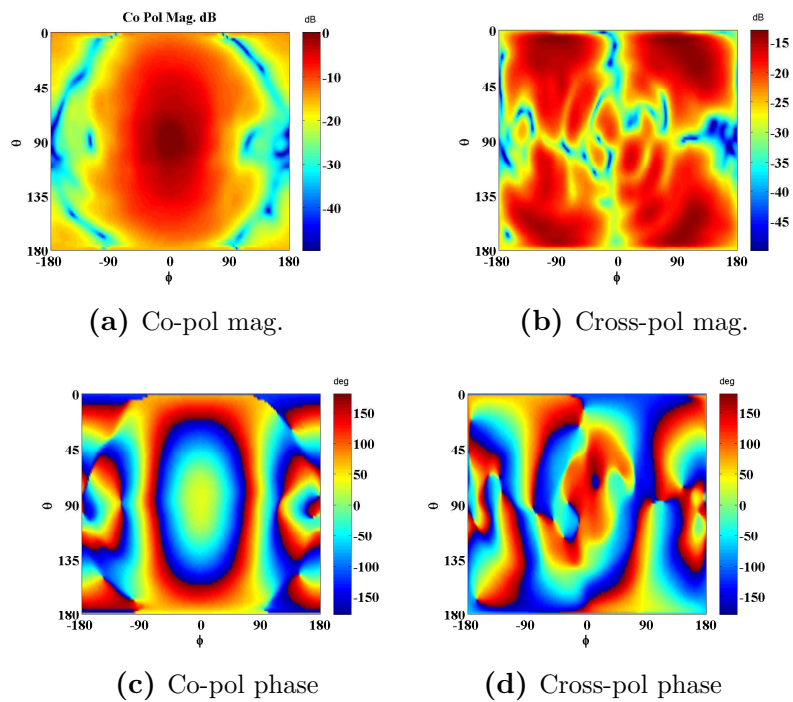 Co Pol Mag. dB
dB
0
45
90
135
180
θ
-180 -90 0 90 180
ϕ
0
-10
-20
-30
-40
(a) Co-pol mag.
dB
0
45
90
135
180
θ
-180 -90 0 90 180
ϕ
-15
-20
-25
-30
-35
-40
-45
(b) Cross-pol mag.
deg
0
45
90
135
180
θ
-180 -90 0 90 180
ϕ
150
100
50
0
-50
-100
-150
(c) Co-pol phase
deg
0
45
90
135
180
θ
-180 -90 0 90 180
ϕ
150
100
50
0
-50
-100
-150
(d) Cross-pol phase